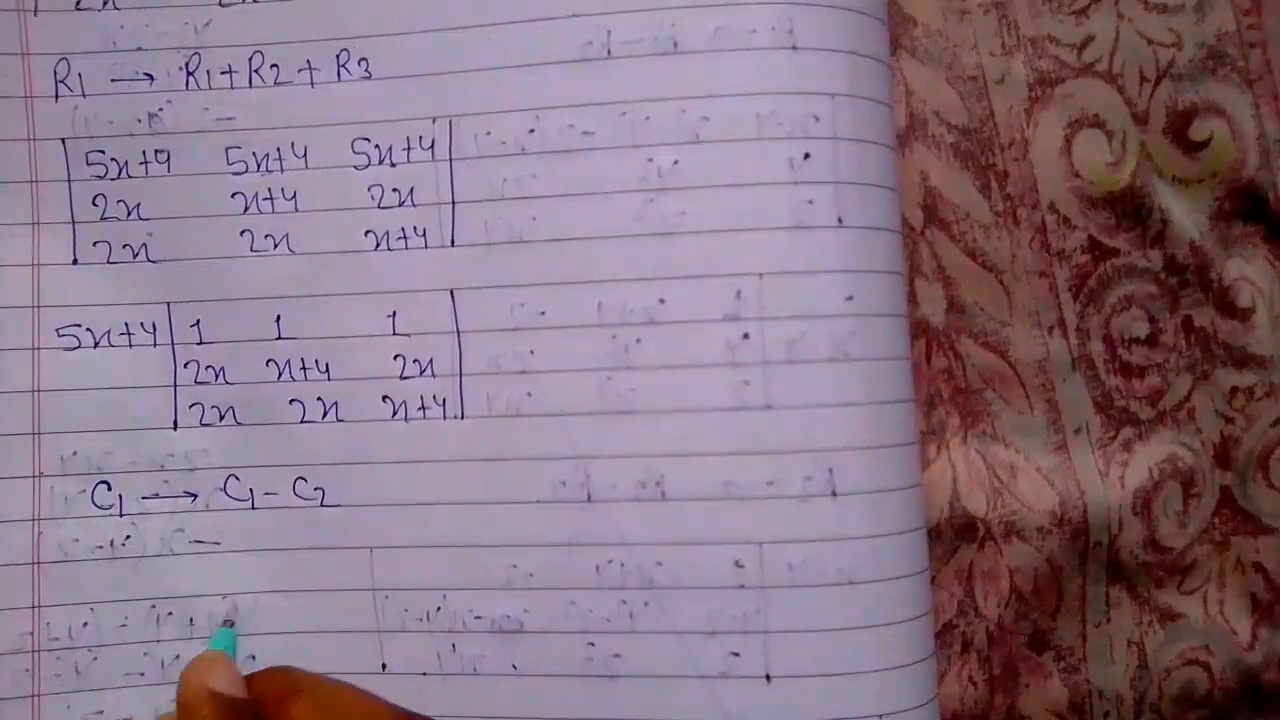 R1 → R1 + R2 + R3
| 5x+4 5x+4 5x+4 |
| 2x x+4 2x |
| 2x 2x x+4 |
5x+4 | 1 1 1 |
| 2x x+4 2x |
| 2x 2x x+4 |
C1 → C1 - C2